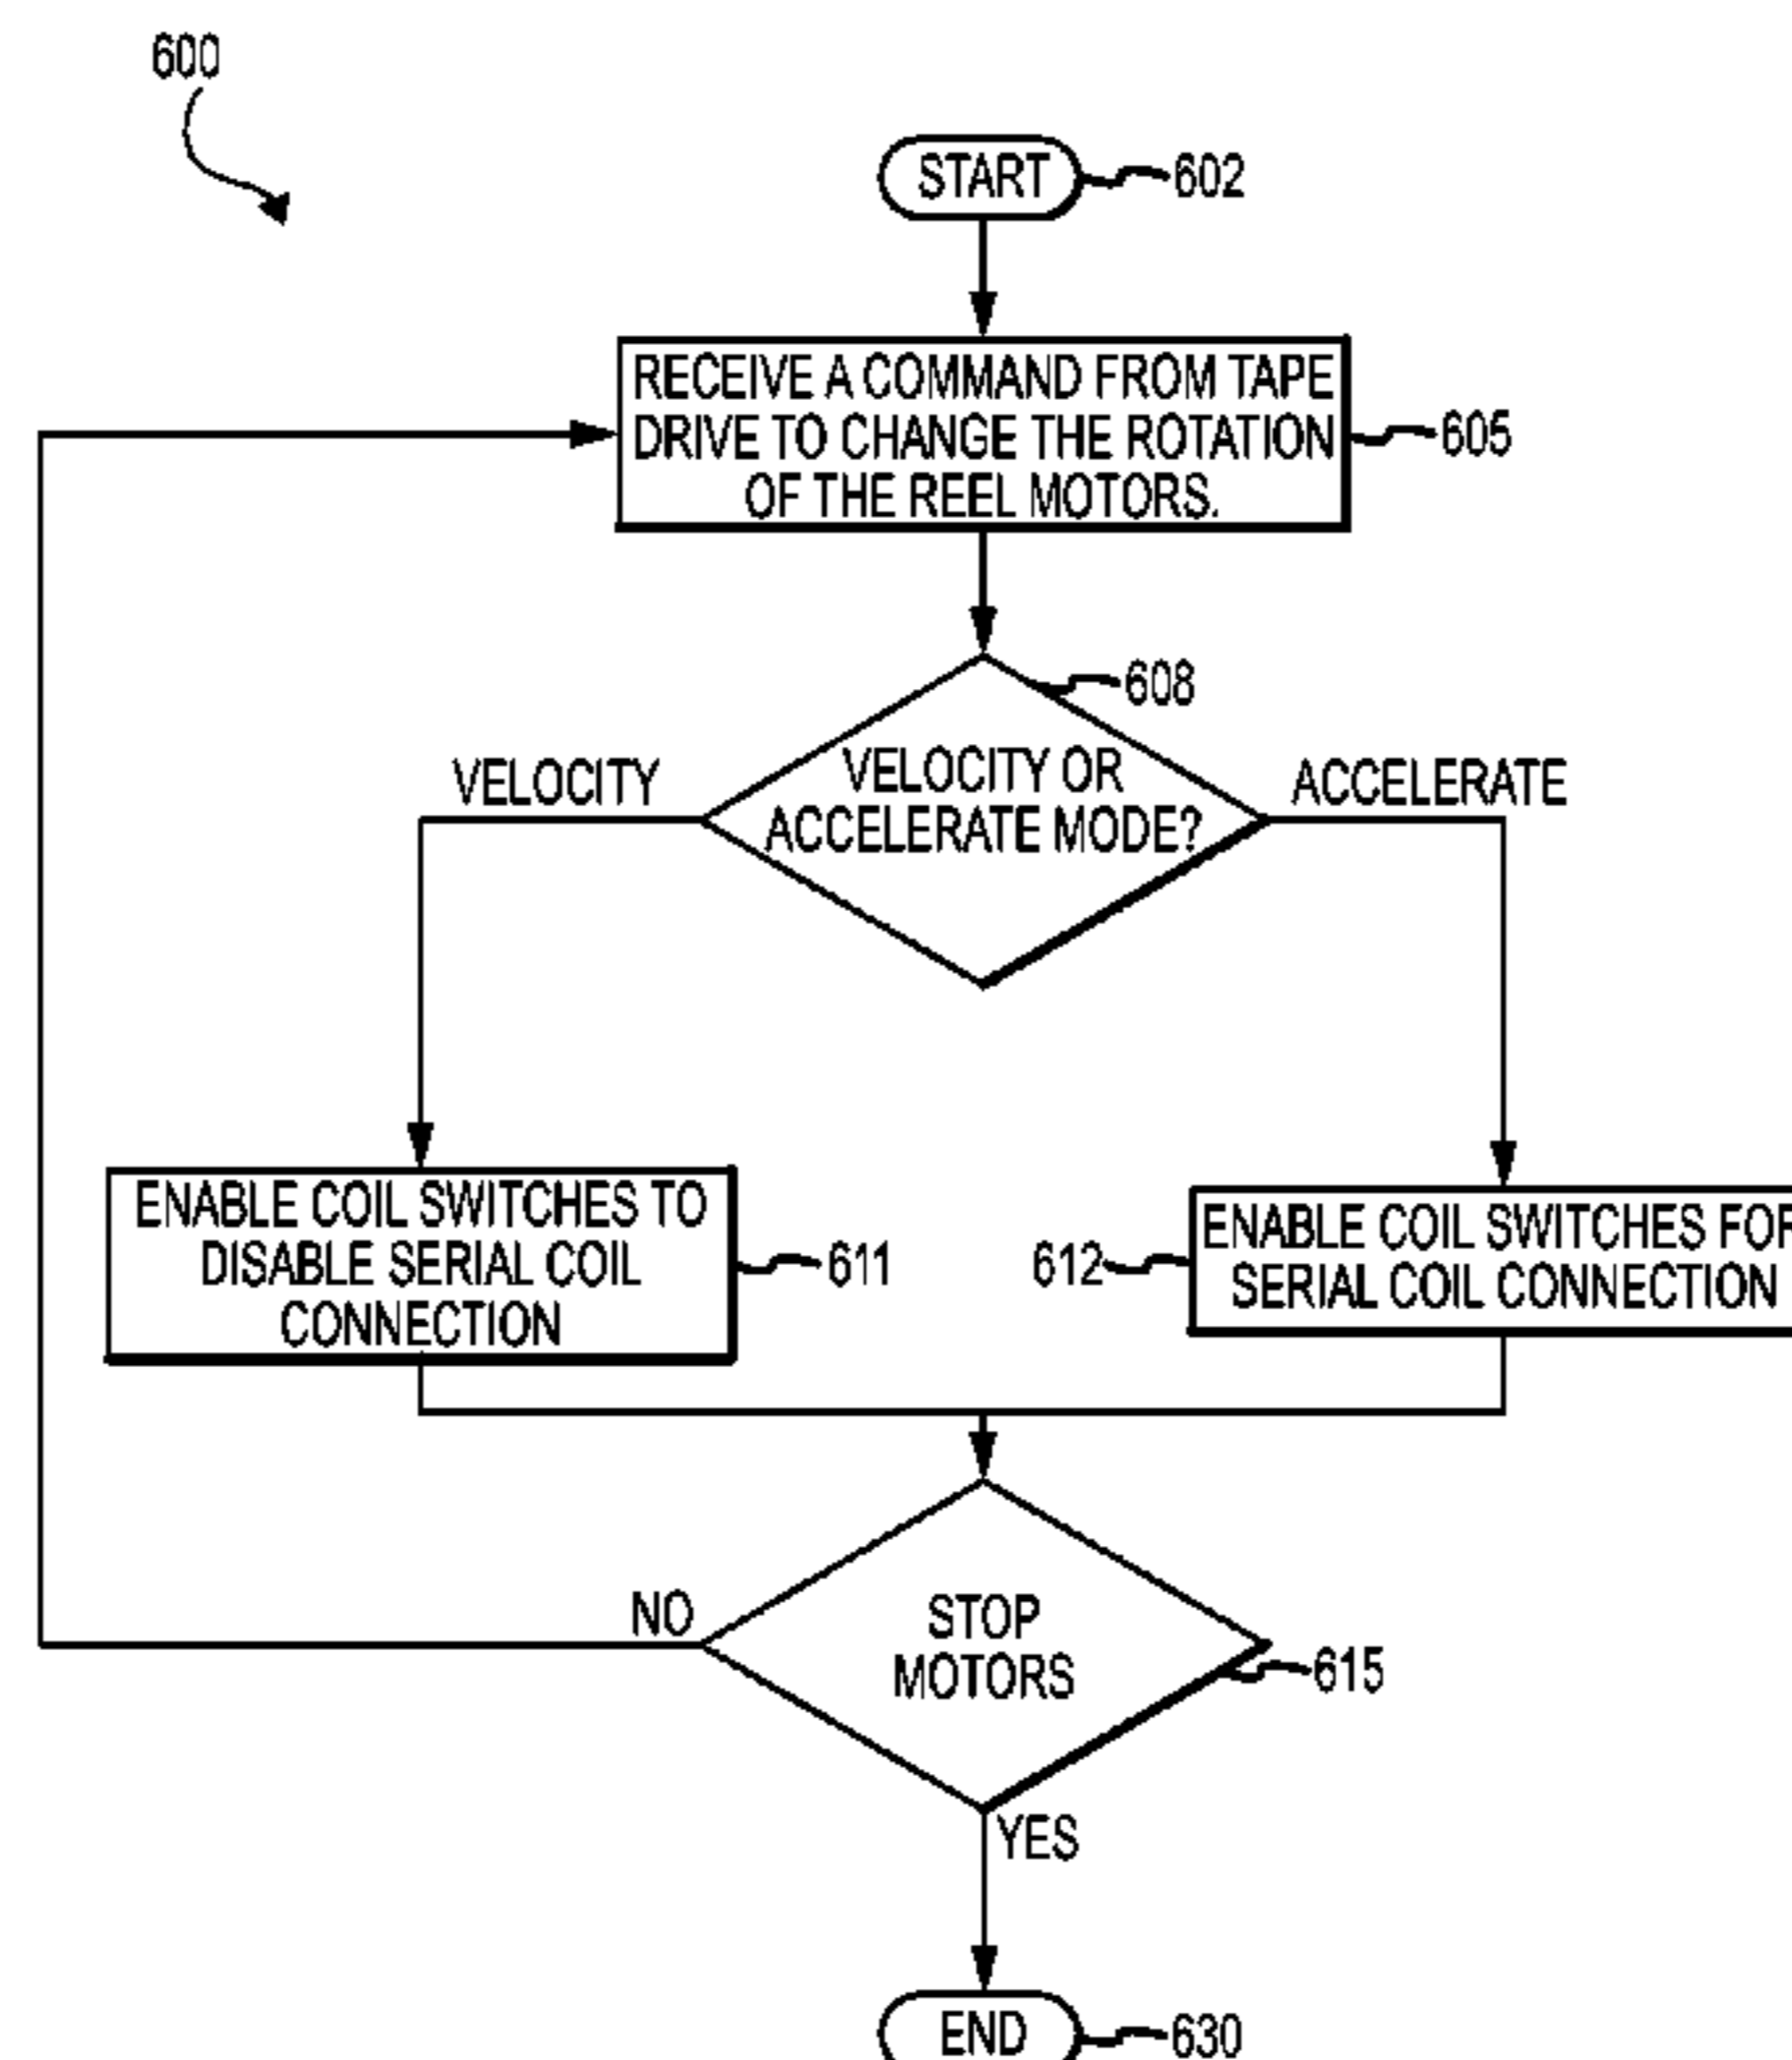 600
START
602
RECEIVE A COMMAND FROM TAPE
DRIVE TO CHANGE THE ROTATION
OF THE REEL MOTORS.
605
608
VELOCITY OR
ACCELERATE MODE?
VELOCITY
ACCELERATE
ENABLE COIL SWITCHES TO
DISABLE SERIAL COIL
CONNECTION
611
612
ENABLE COIL SWITCHES FOR
SERIAL COIL CONNECTION
STOP
MOTORS
615
NO
YES
END
630